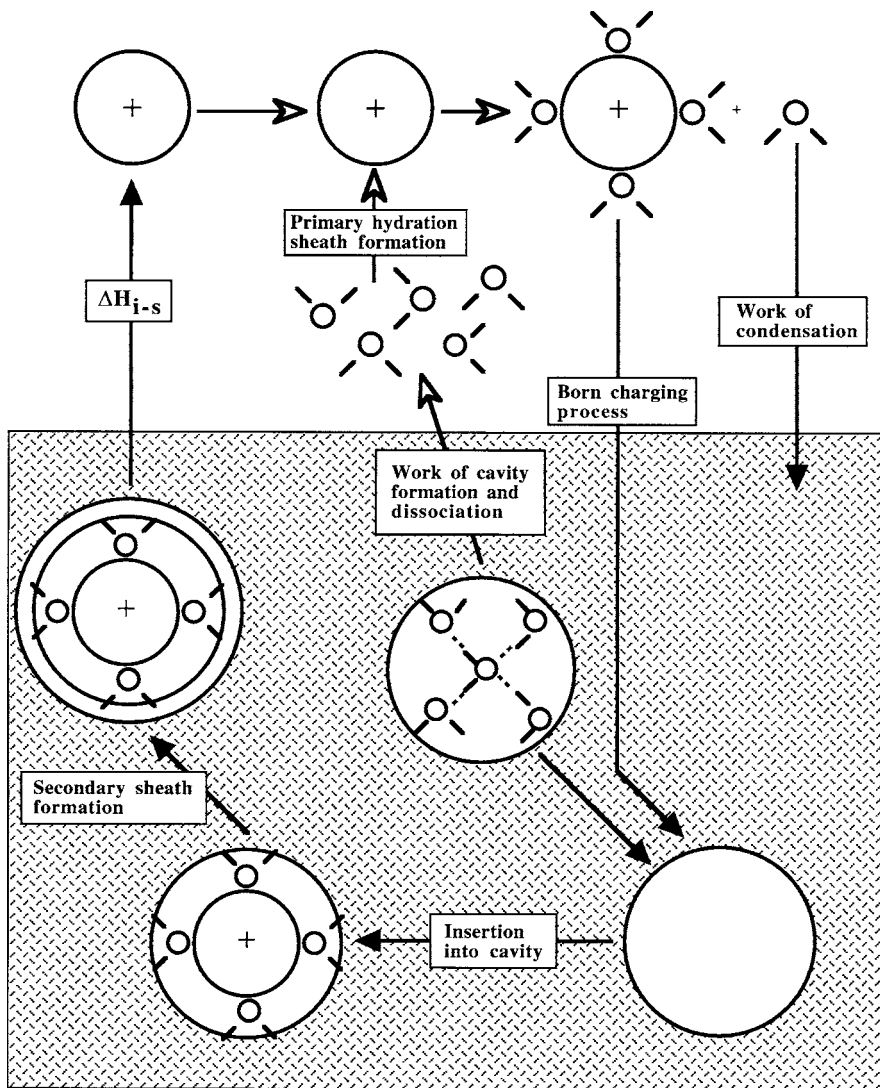 +
+
+
+
Primary hydration
sheath formation
ΔHi-s
Work of
condensation
Born charging
process
Work of cavity
formation and
dissociation
+
Secondary sheath
formation
+
Insertion
into cavity